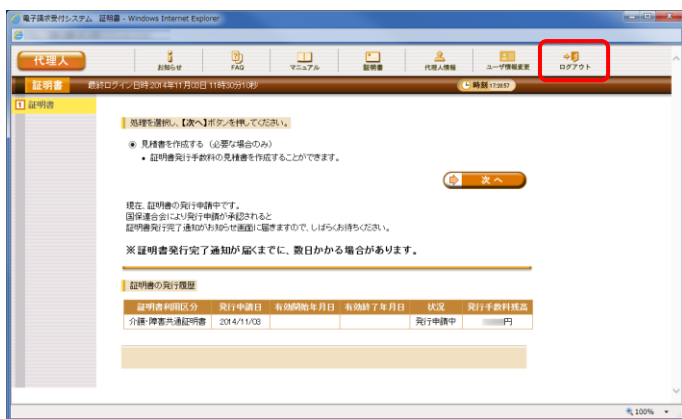 電子請求受付システム 証明書 - Windows Internet Explorer
代理人
お知らせ
FAQ
マニュアル
証明書
代理人情報
ユーザ情報変更
ログアウト
証明書
最終ログイン日時:2014年11月03日 11時30分10秒
時刻 17:28:57
1 証明書
処理を選択し、【次へ】ボタンを押してください。
見積書を作成する (必要な場合のみ)
・証明書発行手数料の見積書を作成することができます。
次 へ
現在、証明書の発行申請中です。
国保連合会により発行申請が承認されると
証明書発行完了通知がお知らせ画面に届きますので、しばらくお待ちください。
※証明書発行完了通知が届くまでに、数日かかる場合があります。
証明書の発行履歴
証明書利用区分 発行申請日 有効開始年月日 有効終了年月日 状況 発行手数料残高
介護・障害共通証明書 2014/11/03 発行申請中 円
100%